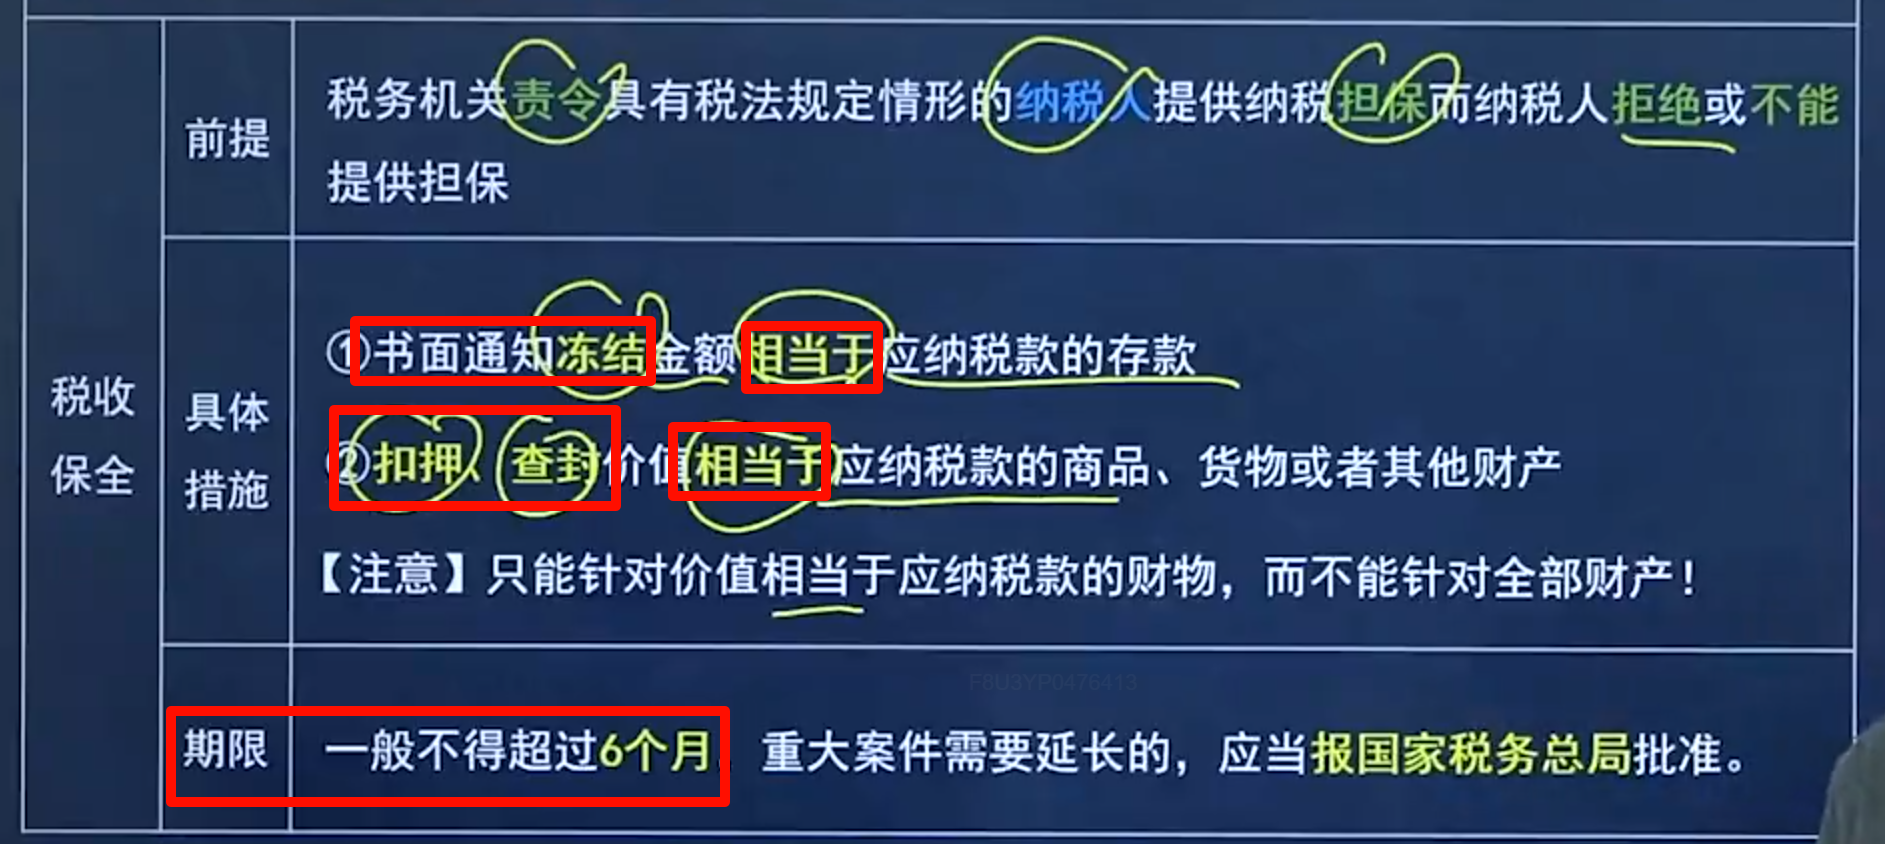 税收
保全
前提
税务机关责令具有税法规定情形的纳税人提供纳税担保而纳税人拒绝或不能
提供担保
具体
措施
①书面通知冻结金额相当于应纳税款的存款
②扣押、查封价值相当于应纳税款的商品、货物或者其他财产
【注意】只能针对价值相当于应纳税款的财物，而不能针对全部财产！
F8U3YP0476413
期限
一般不得超过6个月，重大案件需要延长的，应当报国家税务总局批准。